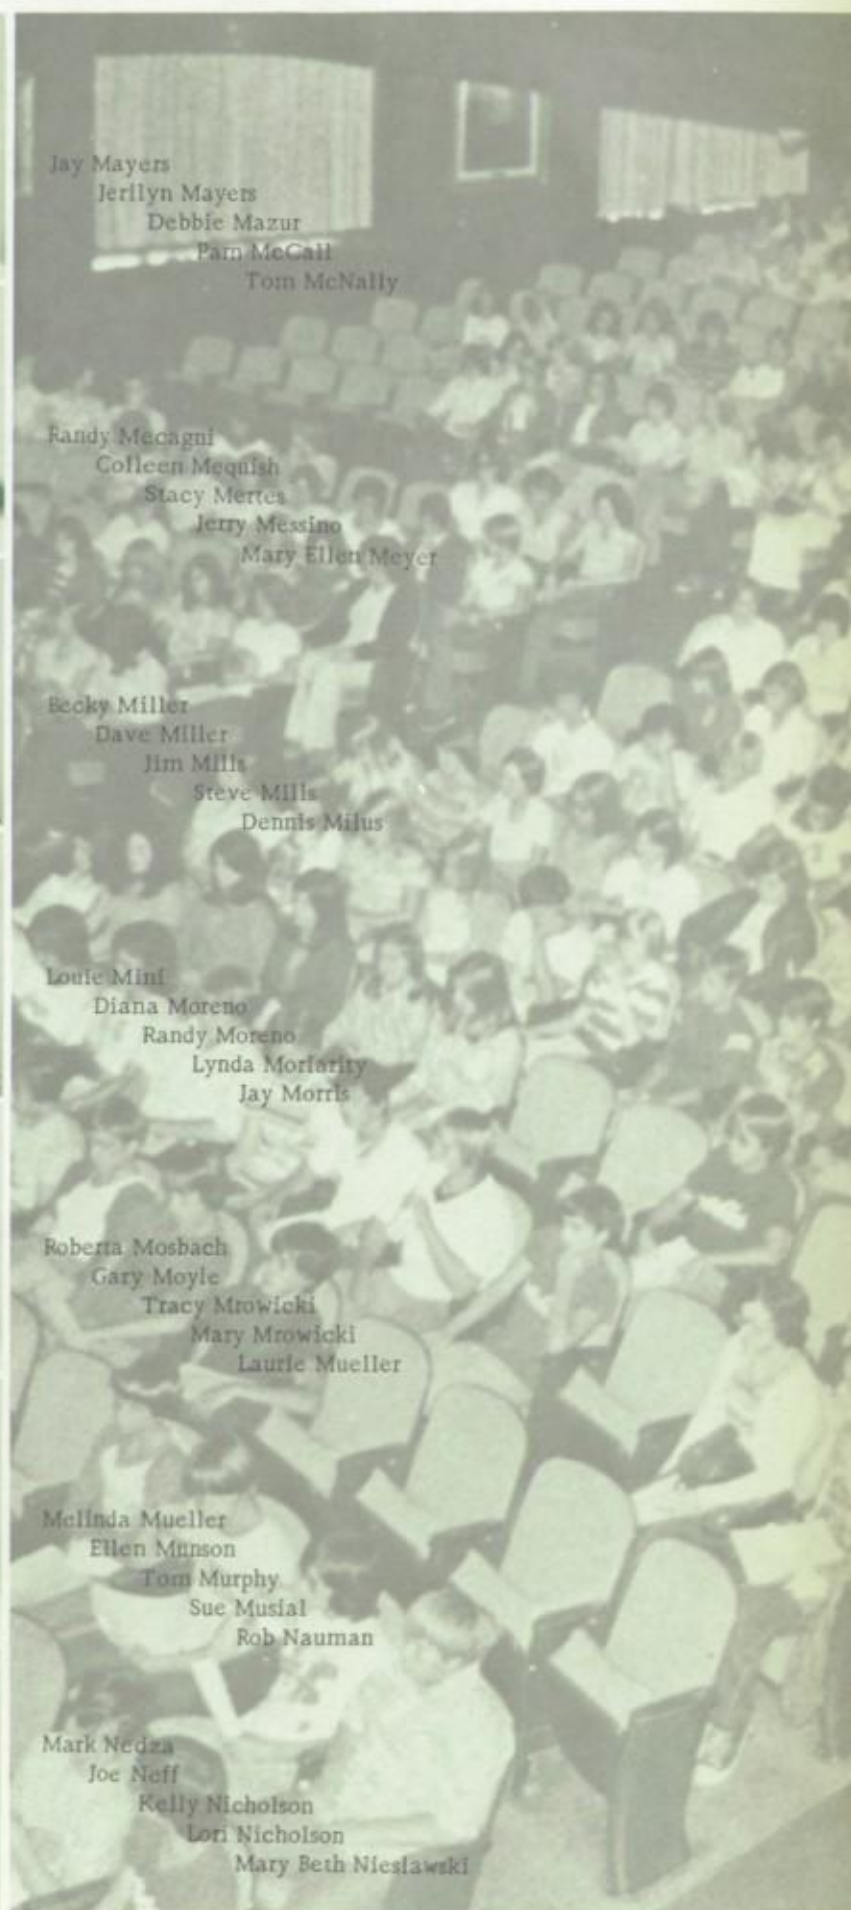 Jay Mayers
Jerilyn Mayers
Debbie Mazur
Pam McCall
Tom McNally
Randy Mecagni
Colleen Mequish
Stacy Mertes
Jerry Messino
Mary Ellen Meyer
Becky Miller
Dave Miller
Jim Mills
Steve Mills
Dennis Milus
Louie Mini
Diana Moreno
Randy Moreno
Lynda Moriarity
Jay Morris
Roberta Mosbach
Gary Moyle
Tracy Mrowicki
Mary Mrowicki
Laurie Mueller
Melinda Mueller
Ellen Munson
Tom Murphy
Sue Musial
Rob Nauman
Mark Nedza
Joe Neff
Kelly Nicholson
Lori Nicholson
Mary Beth Nieslawski